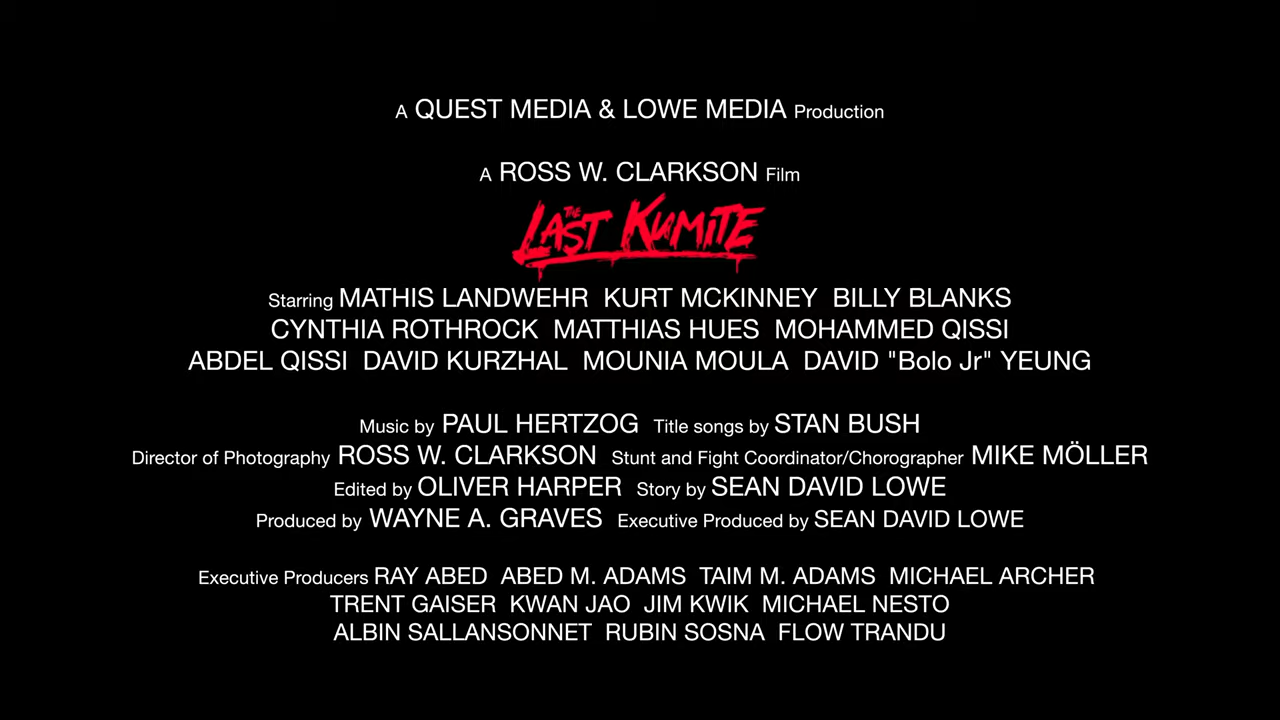 A QUEST MEDIA & LOWE MEDIA Production
A ROSS W. CLARKSON Film
THE LAST KUMITE
Starring MATHIS LANDWEHR KURT MCKINNEY BILLY BLANKS
CYNTHIA ROTHROCK MATTHIAS HUES MOHAMMED QISSI
ABDEL QISSI DAVID KURZHAL MOUNIA MOULA DAVID "Bolo Jr" YEUNG
Music by PAUL HERTZOG Title songs by STAN BUSH
Director of Photography ROSS W. CLARKSON Stunt and Fight Coordinator/Chorographer MIKE MÖLLER
Edited by OLIVER HARPER Story by SEAN DAVID LOWE
Produced by WAYNE A. GRAVES Executive Produced by SEAN DAVID LOWE
Executive Producers RAY ABED ABED M. ADAMS TAIM M. ADAMS MICHAEL ARCHER
TRENT GAISER KWAN JAO JIM KWIK MICHAEL NESTO
ALBIN SALLANSONNET RUBIN SOSNA FLOW TRANDU